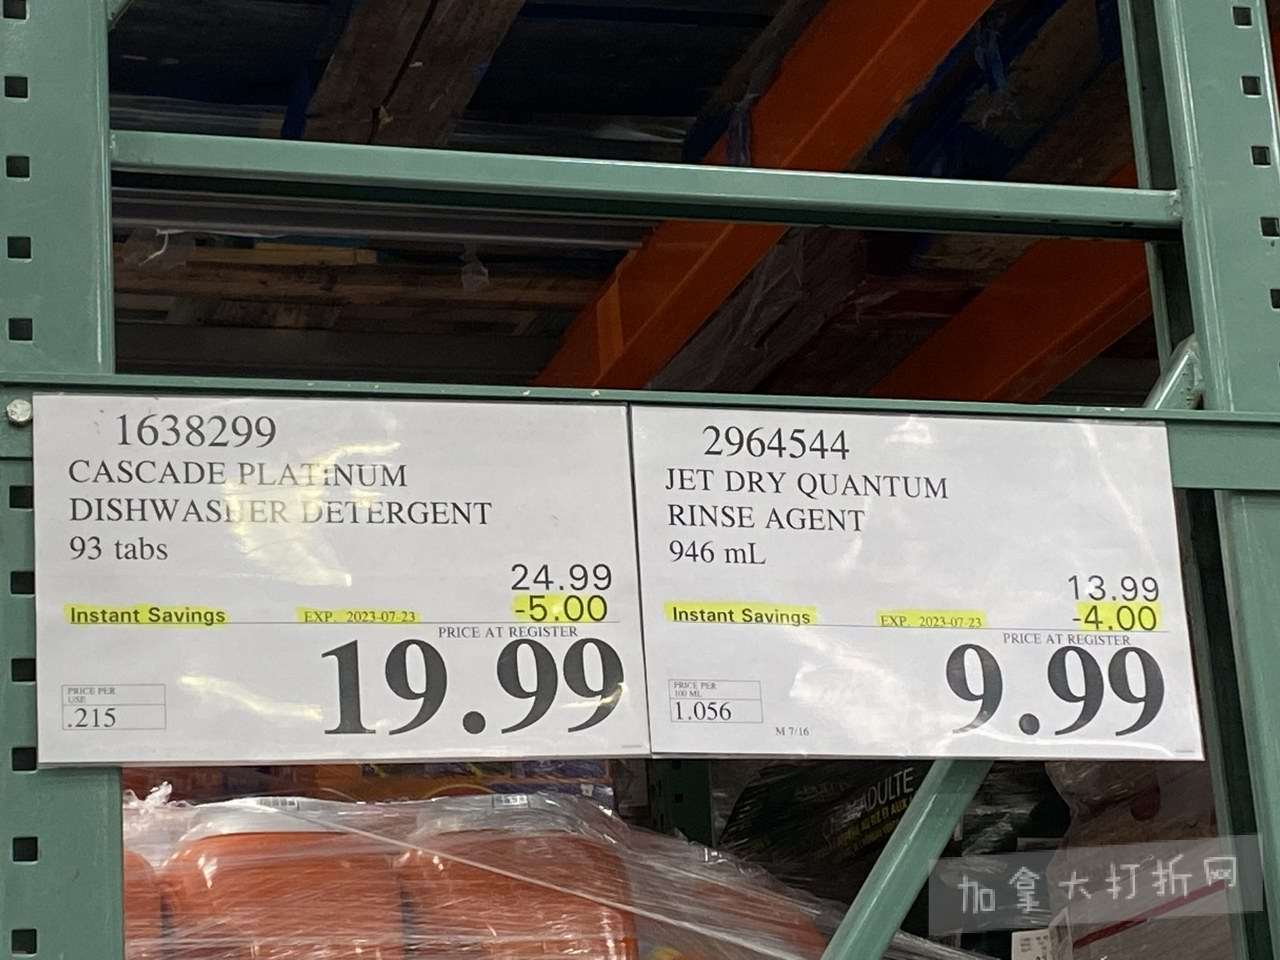 1638299
CASCADE PLATINUM
DISHWASHER DETERGENT
93 tabs
24.99
Instant Savings EXP. 2023-07-23 -5.00
PRICE AT REGISTER
19.99
PRICE PER
USE
.215
2964544
JET DRY QUANTUM
RINSE AGENT
946 mL
13.99
Instant Savings EXP. 2023-07-23 -4.00
PRICE AT REGISTER
9.99
PRICE PER
100 ML
1.056
M 7/16
ADULTE
加拿大打折网